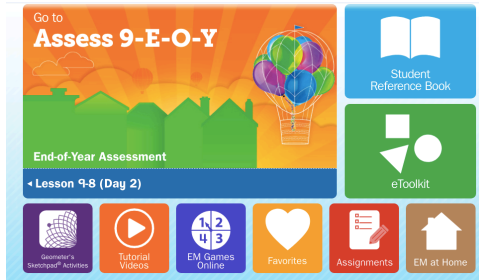 Go to
Assess 9-E-O-Y
End-of-Year Assessment
Lesson 9-8 (Day 2)
Student
Reference Book
eToolkit
Geometer's
Sketchpad® Activities
Tutorial
Videos
1 2
4 3
EM Games
Online
Favorites
Assignments
EM at Home